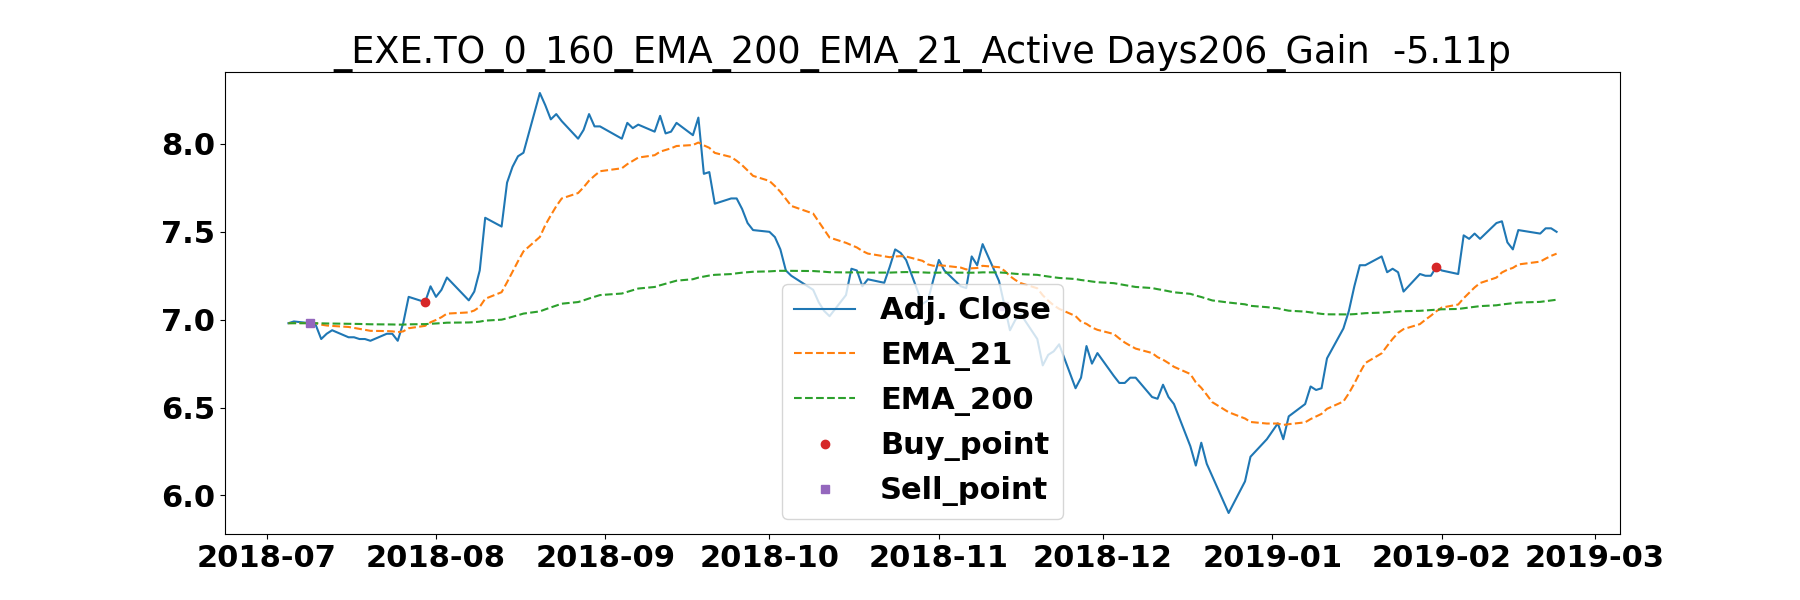 _EXE.TO_0_160_EMA_200_EMA_21_Active Days206_Gain  -5.11p
8.0
7.5
7.0
6.5
6.0
Adj. Close
EMA_21
EMA_200
Buy_point
Sell_point
2018-07 2018-08 2018-09 2018-10 2018-11 2018-12 2019-01 2019-02 2019-03